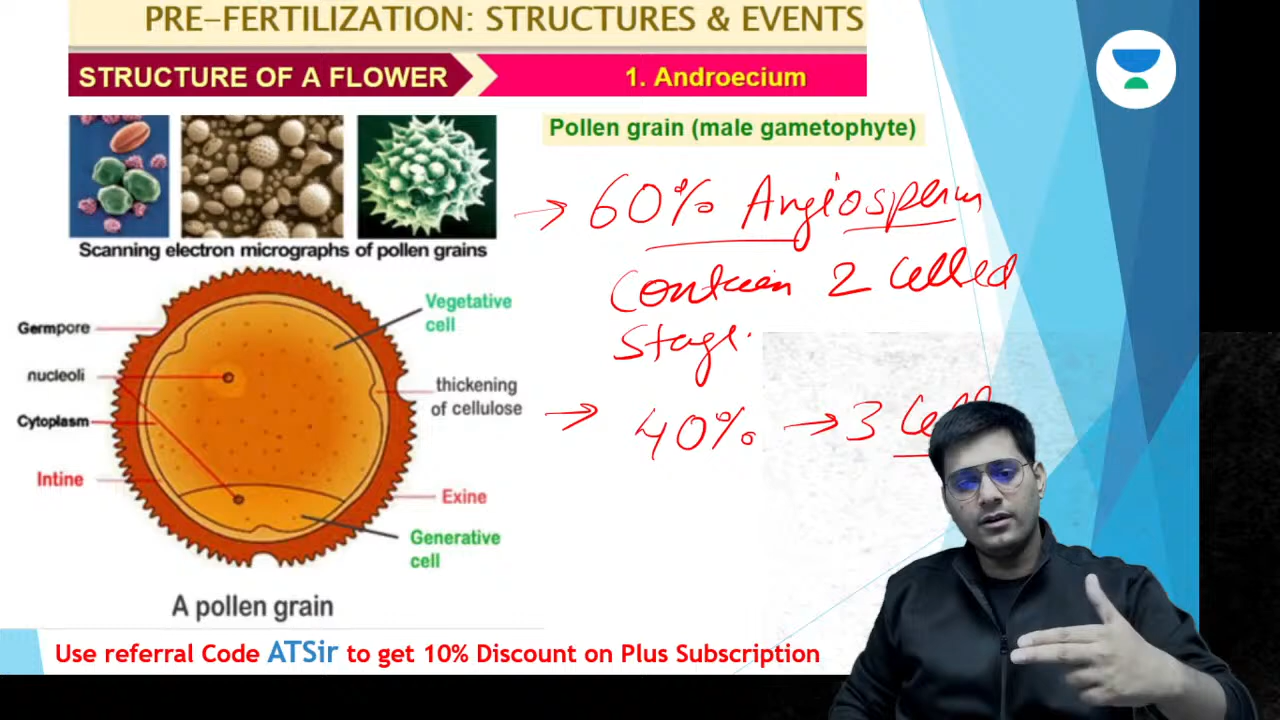 PRE-FERTILIZATION: STRUCTURES & EVENTS
STRUCTURE OF A FLOWER
1. Androecium
Pollen grain (male gametophyte)
Scanning electron micrographs of pollen grains
→ 60% Angiosperm
Contain 2 Celled
Stage.
→ 40% → 3 Cell
Germpore
nucleoli
Cytoplasm
Intine
Vegetative
cell
thickening
of cellulose
Exine
Generative
cell
A pollen grain
Use referral Code ATSir to get 10% Discount on Plus Subscription